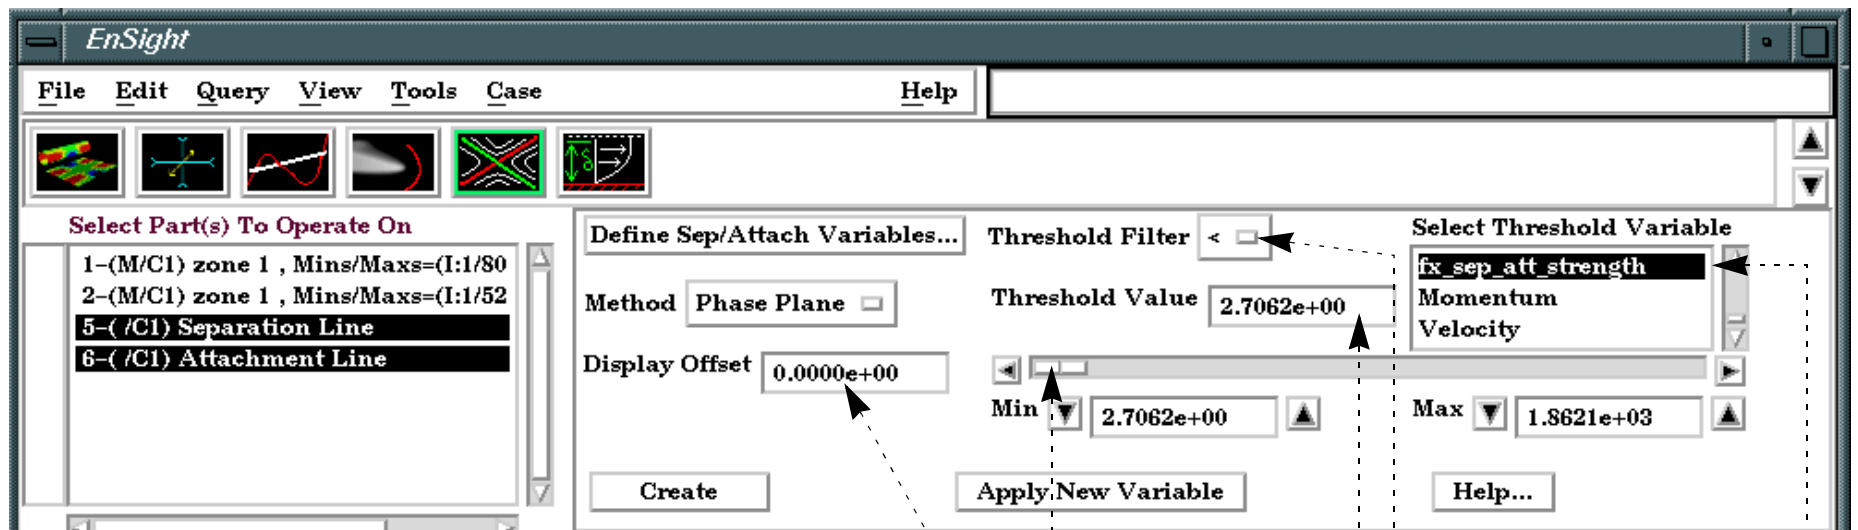 EnSight
File Edit Query View Tools Case Help
δ
Select Part(s) To Operate On
1-(M/C1) zone 1 , Mins/Maxs=(I:1/80
2-(M/C1) zone 1 , Mins/Maxs=(I:1/52
5-( /C1) Separation Line
6-( /C1) Attachment Line
Define Sep/Attach Variables...
Method Phase Plane
Display Offset 0.0000e+00
Threshold Filter <
Threshold Value 2.7062e+00
Select Threshold Variable
fx_sep_att_strength
Momentum
Velocity
Min 2.7062e+00
Max 1.8621e+03
Create Apply New Variable Help...